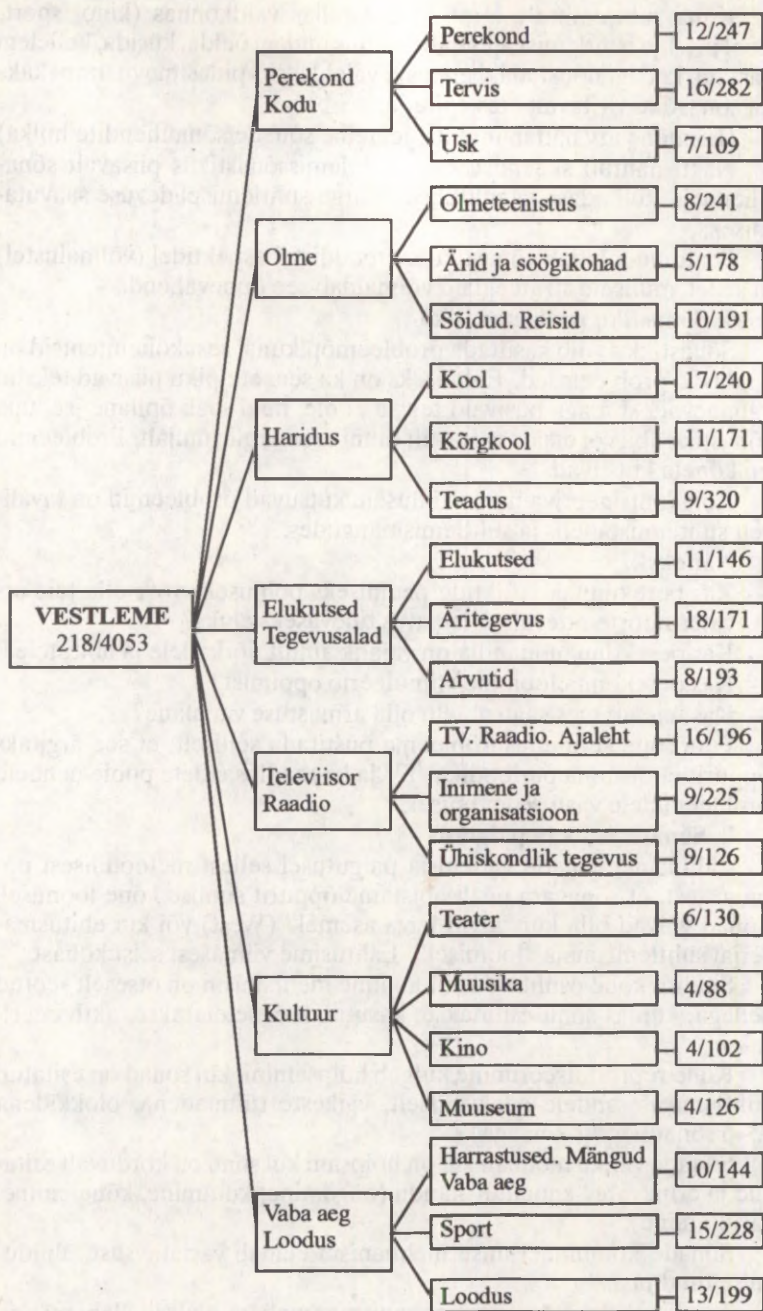 VESTLEME
218/4053
Perekond
Kodu
Perekond 12/247
Tervis 16/282
Usk 7/109
Olme
Olmeteenistus 8/241
Ärid ja söögikohad 5/178
Sõidud. Reisid 10/191
Haridus
Kool 17/240
Kõrgkool 11/171
Teadus 9/320
Elukutsed
Tegevusalad
Elukutsed 11/146
Äritegevus 18/171
Arvutid 8/193
Televiisor
Raadio
TV. Raadio. Ajaleht 16/196
Inimene ja
organisatsioon 9/225
Ühiskondlik tegevus 9/126
Kultuur
Teater 6/130
Muusika 4/88
Kino 4/102
Muuseum 4/126
Vaba aeg
Loodus
Harrastused. Mängud
Vaba aeg 10/144
Sport 15/228
Loodus 13/199